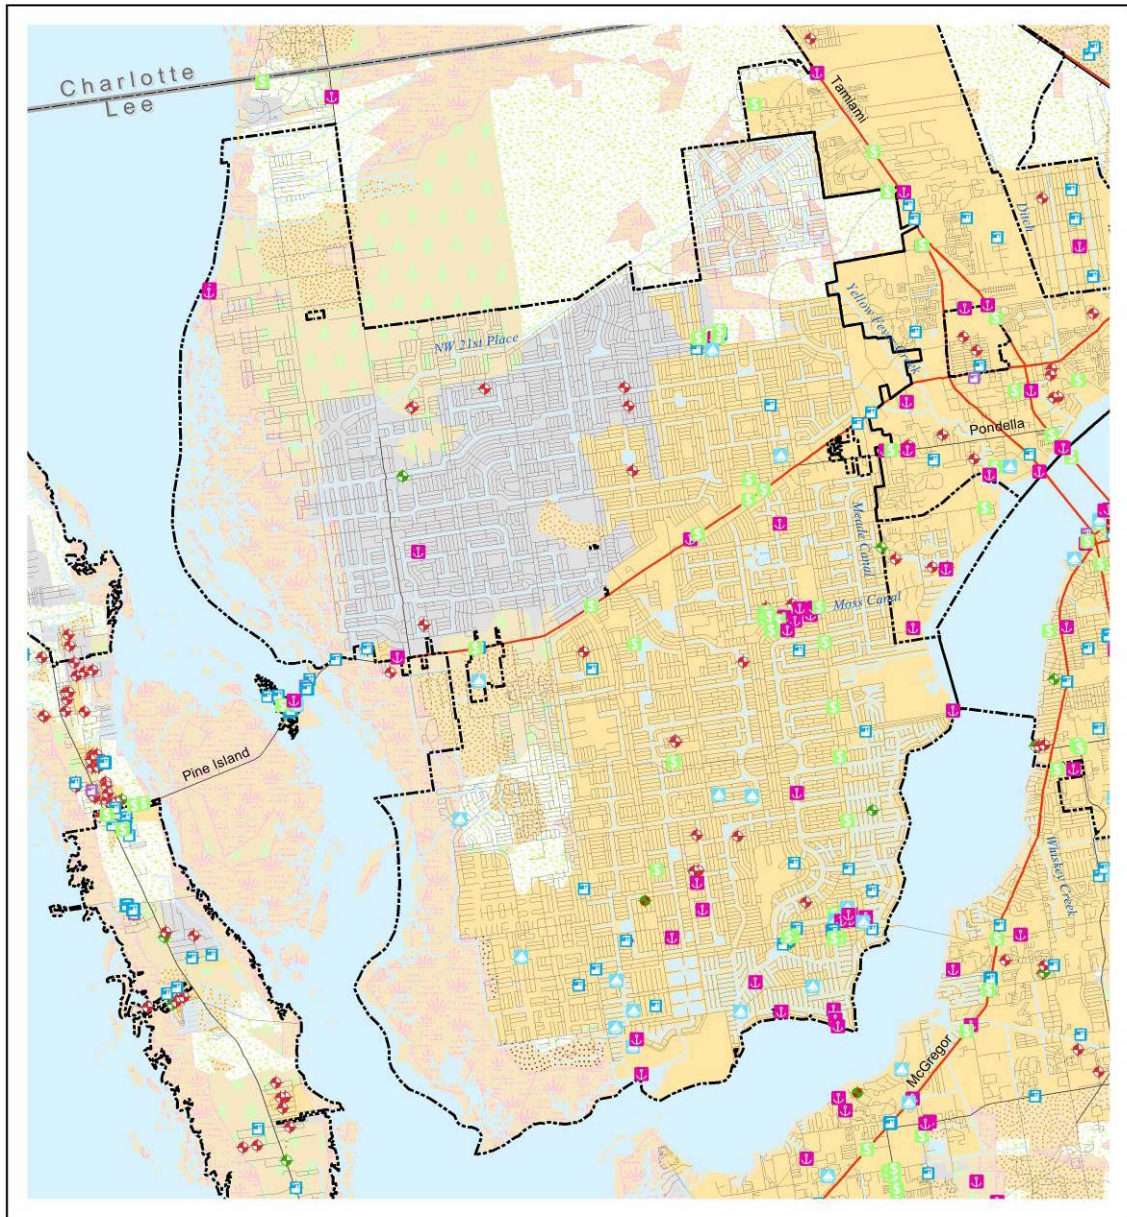 Charlotte
Lee
Tamiami
Ditch
Yellow Fever Creek
NW 21st Place
Pondella
Meade Canal
Moss Canal
Pine Island
Whiskey Creek
McGregor